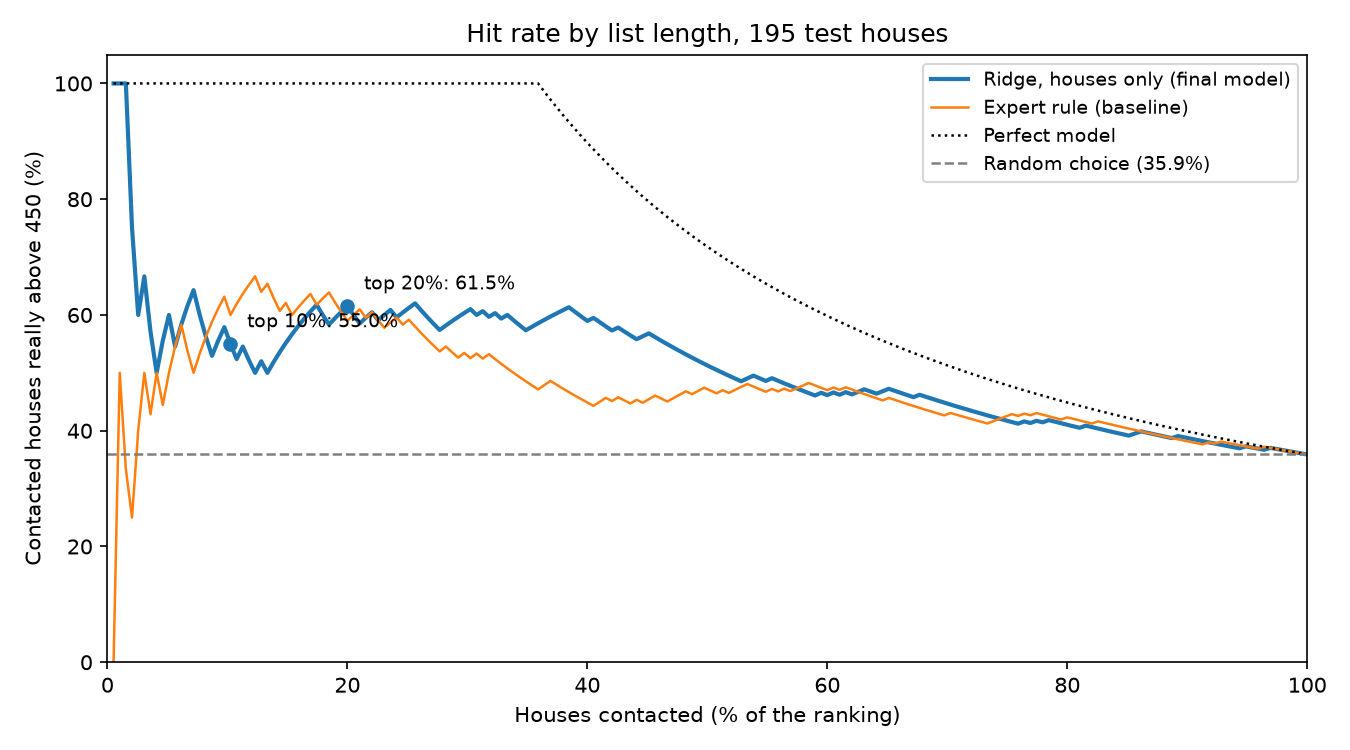 Hit rate by list length, 195 test houses
Contacted houses really above 450 (%)
100
80
60
40
20
0
Ridge, houses only (final model)
Expert rule (baseline)
Perfect model
Random choice (35.9%)
top 20%: 61.5%
top 10%: 55.0%
0
20
40
60
80
100
Houses contacted (% of the ranking)